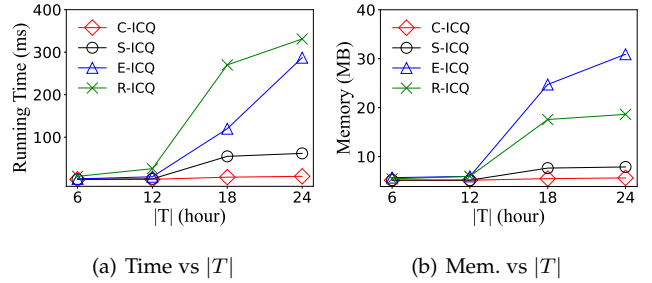 400
300
200
100
Running Time (ms)
C-ICQ
S-ICQ
E-ICQ
R-ICQ
6 12 18 24
|T| (hour)
(a) Time vs |T|
40
30
20
10
Memory (MB)
C-ICQ
S-ICQ
E-ICQ
R-ICQ
6 12 18 24
|T| (hour)
(b) Mem. vs |T|